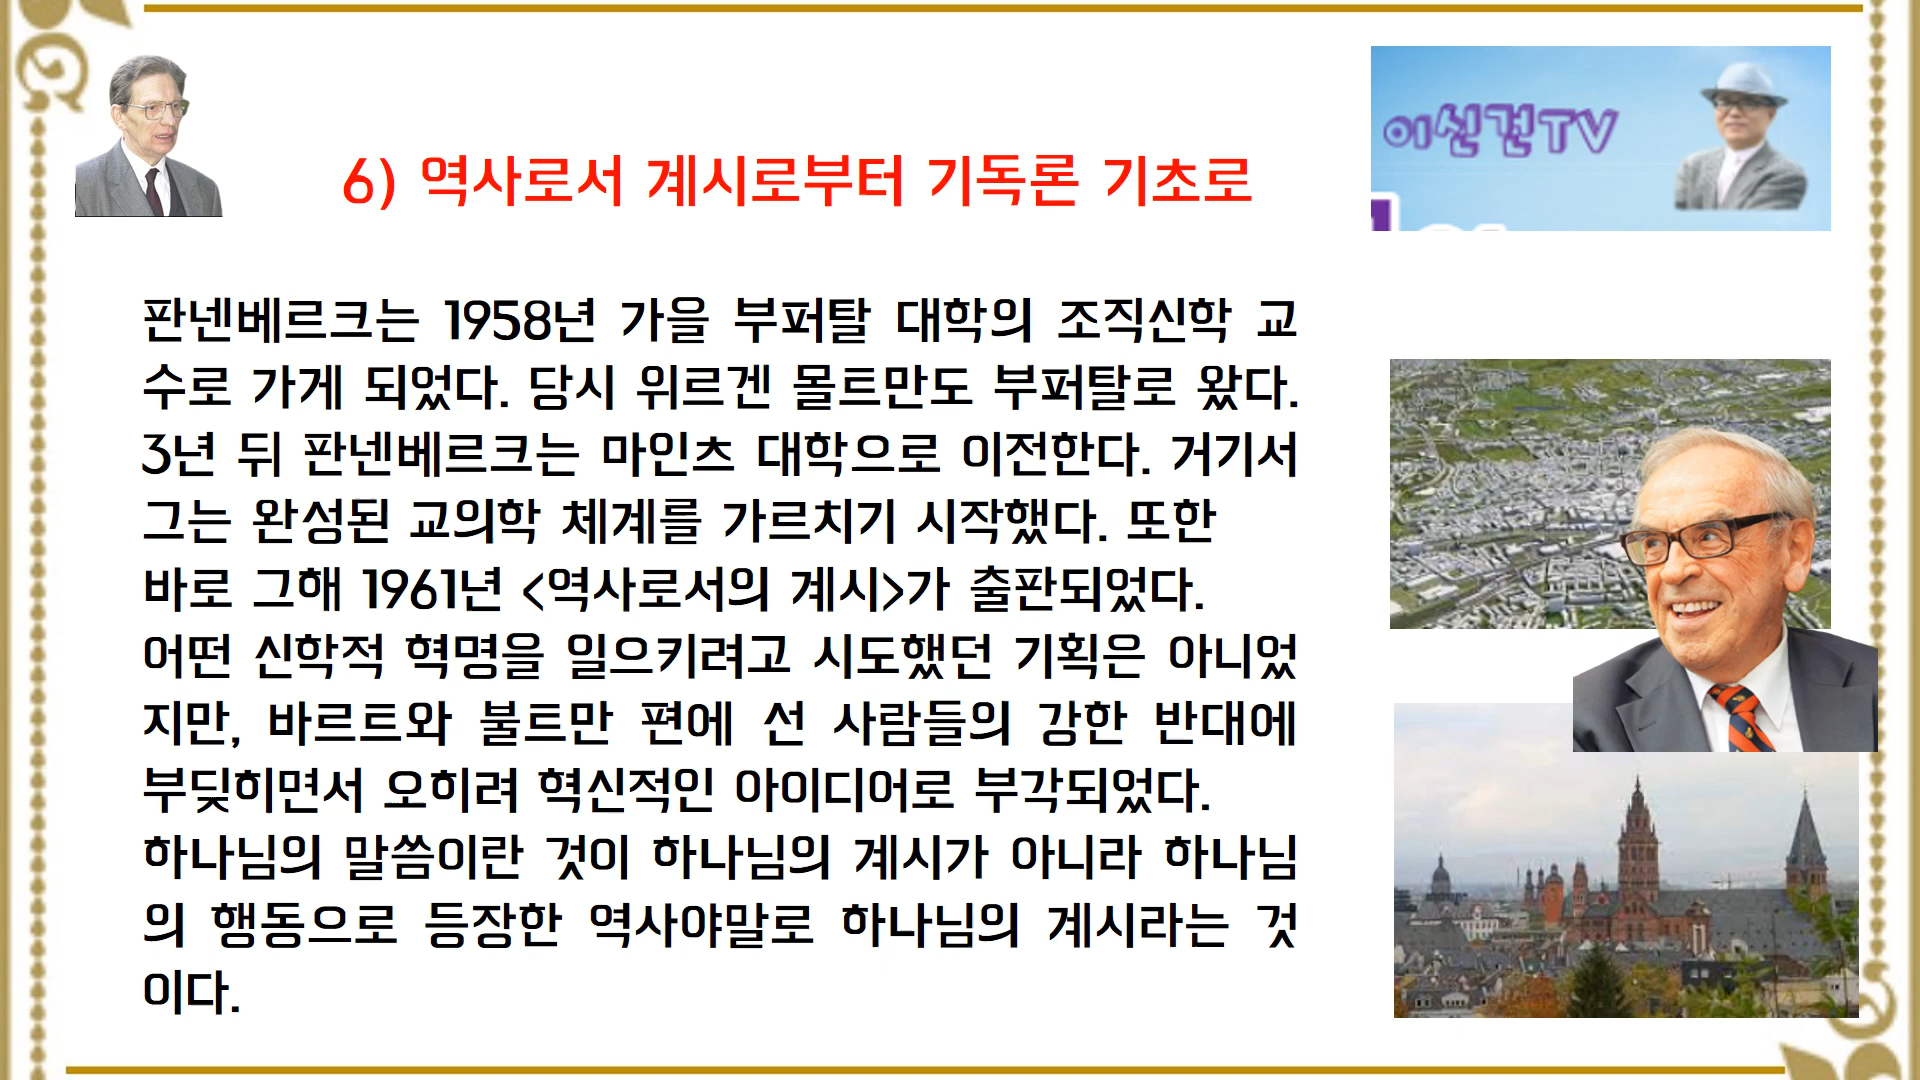 이신건TV
6) 역사로서 계시로부터 기독론 기초로
판넨베르크는 1958년 가을 부퍼탈 대학의 조직신학 교
수로 가게 되었다. 당시 위르겐 몰트만도 부퍼탈로 왔다.
3년 뒤 판넨베르크는 마인츠 대학으로 이전한다. 거기서
그는 완성된 교의학 체계를 가르치기 시작했다. 또한
바로 그해 1961년 <역사로서의 계시>가 출판되었다.
어떤 신학적 혁명을 일으키려고 시도했던 기획은 아니었
지만, 바르트와 불트만 편에 선 사람들의 강한 반대에
부딪히면서 오히려 혁신적인 아이디어로 부각되었다.
하나님의 말씀이란 것이 하나님의 계시가 아니라 하나님
의 행동으로 등장한 역사야말로 하나님의 계시라는 것
이다.